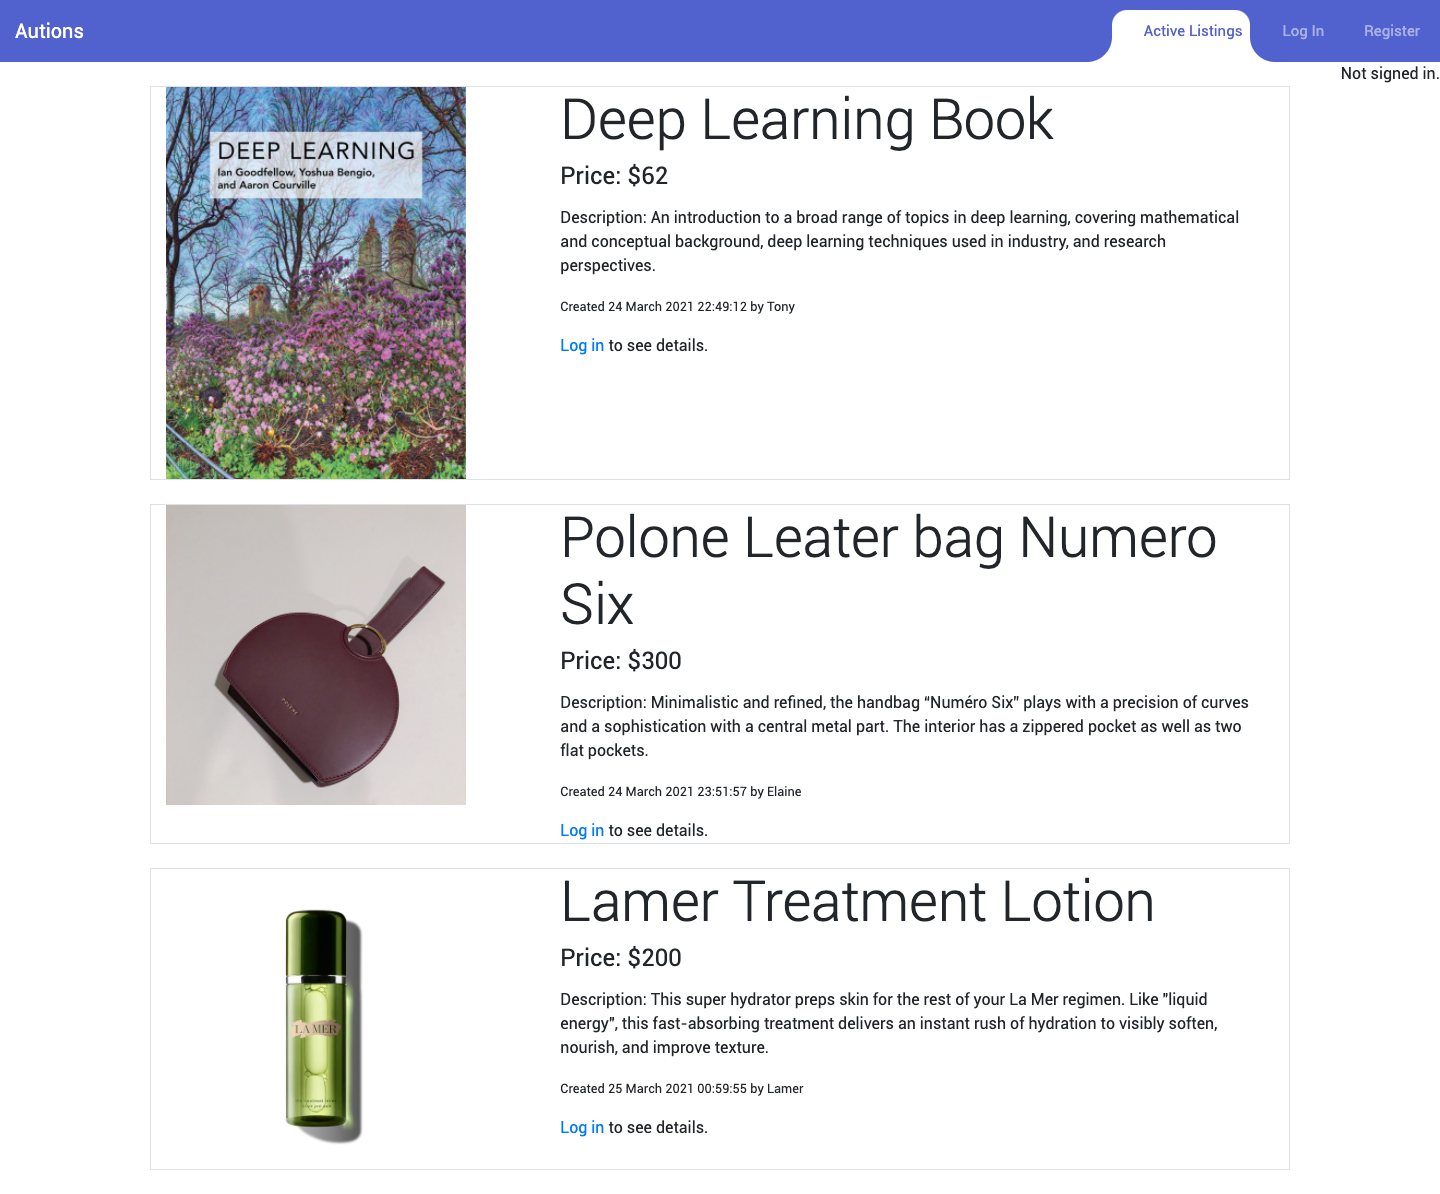 Autions
Active Listings
Log In
Register
Not signed in.
DEEP LEARNING
Ian Goodfellow, Yoshua Bengio,
and Aaron Courville
Deep Learning Book
Price: $62
Description: An introduction to a broad range of topics in deep learning, covering mathematical
and conceptual background, deep learning techniques used in industry, and research
perspectives.
Created 24 March 2021 22:49:12 by Tony
Log in to see details.
POLÈNE
Polone Leater bag Numero
Six
Price: $300
Description: Minimalistic and refined, the handbag “Numéro Six” plays with a precision of curves
and a sophistication with a central metal part. The interior has a zippered pocket as well as two
flat pockets.
Created 24 March 2021 23:51:57 by Elaine
Log in to see details.
LA MER
Lamer Treatment Lotion
Price: $200
Description: This super hydrator preps skin for the rest of your La Mer regimen. Like "liquid
energy", this fast-absorbing treatment delivers an instant rush of hydration to visibly soften,
nourish, and improve texture.
Created 25 March 2021 00:59:55 by Lamer
Log in to see details.